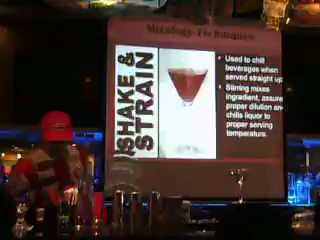 Mixology Techniques
SHAKE &
STRAIN
Used to chill
beverages when
served straight up
Stirring mixes
ingredient, assure
proper dilution an
chills liquor to
proper serving
temperature.